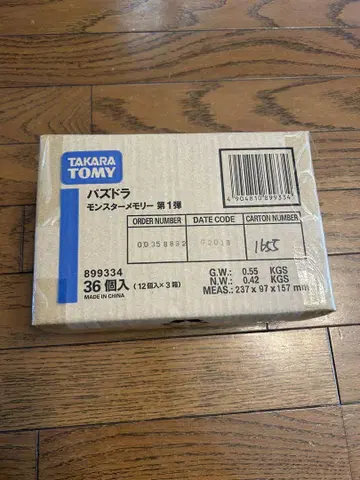 TAKARA
TOMY
パズドラ
モンスターメモリー 第1弾
4904810899334
ORDER NUMBER
DATE CODE
CARTON NUMBER
1655
899334
36個入 (12個入×3箱)
MADE IN CHINA
G.W.: 0.55 KGS
N.W.: 0.42 KGS
MEAS.: 237 x 97 x 157 mm